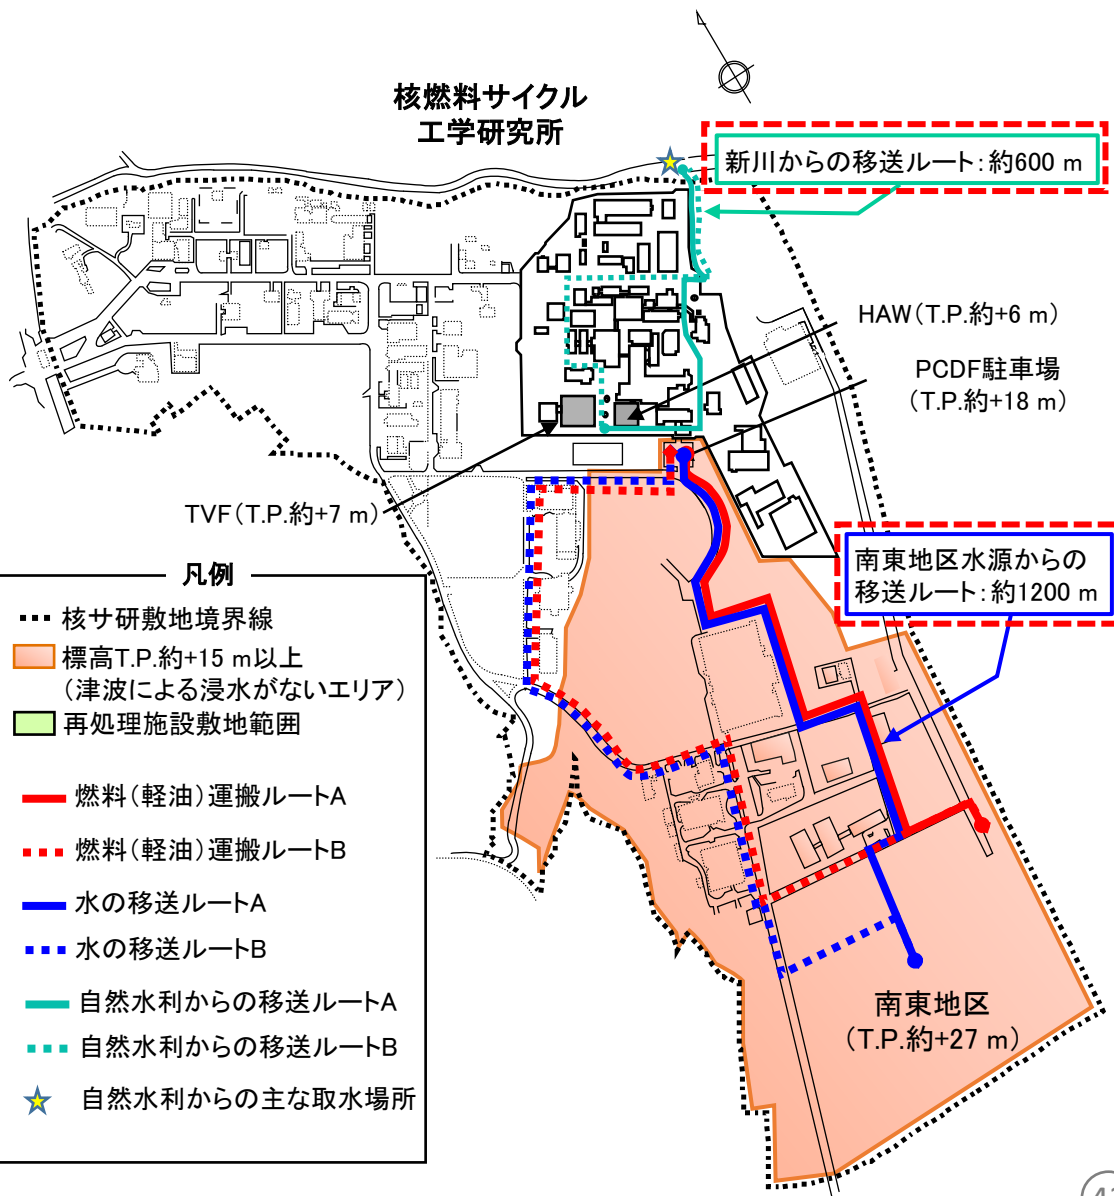 核燃料サイクル
工学研究所
新川からの移送ルート：約600 m
HAW（T.P.約+6 m）
PCDF駐車場
（T.P.約+18 m）
TVF（T.P.約+7 m）
南東地区水源からの
移送ルート：約1200 m
凡例
核サ研敷地境界線
標高T.P.約+15 m以上
（津波による浸水がないエリア）
再処理施設敷地範囲
燃料（軽油）運搬ルートA
燃料（軽油）運搬ルートB
水の移送ルートA
水の移送ルートB
自然水利からの移送ルートA
自然水利からの移送ルートB
自然水利からの主な取水場所
南東地区
（T.P.約+27 m）